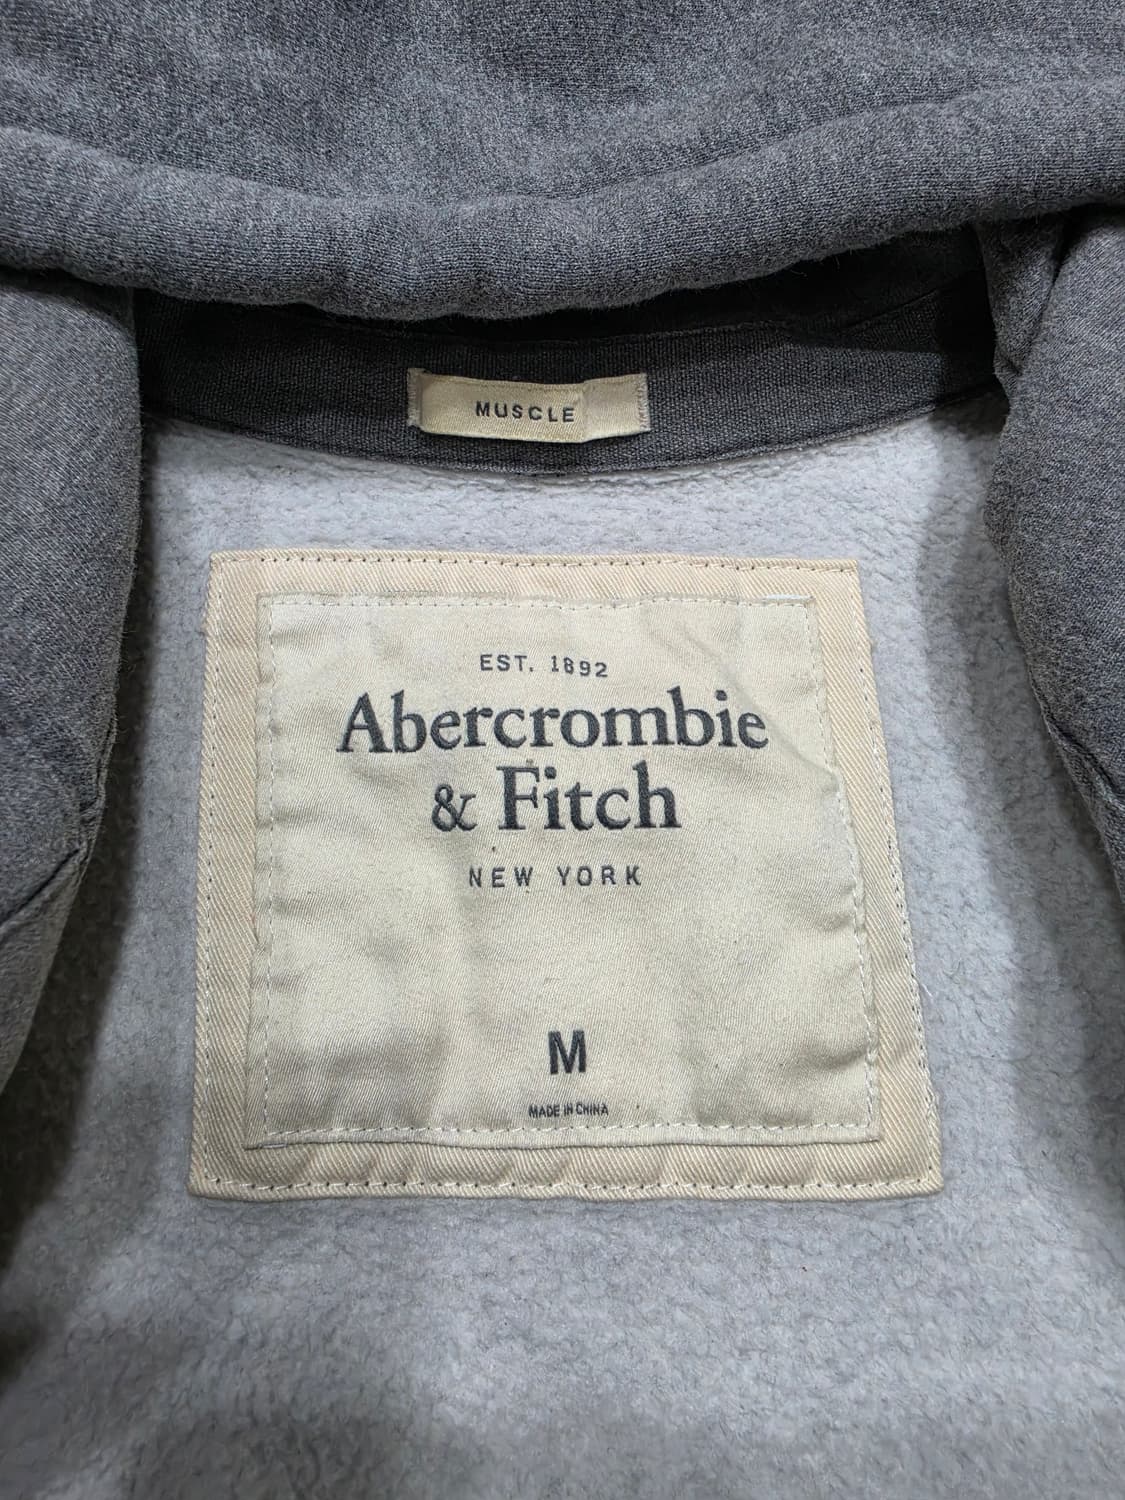 MUSCLE
EST. 1892
Abercrombie
& Fitch
NEW YORK
M
MADE IN CHINA